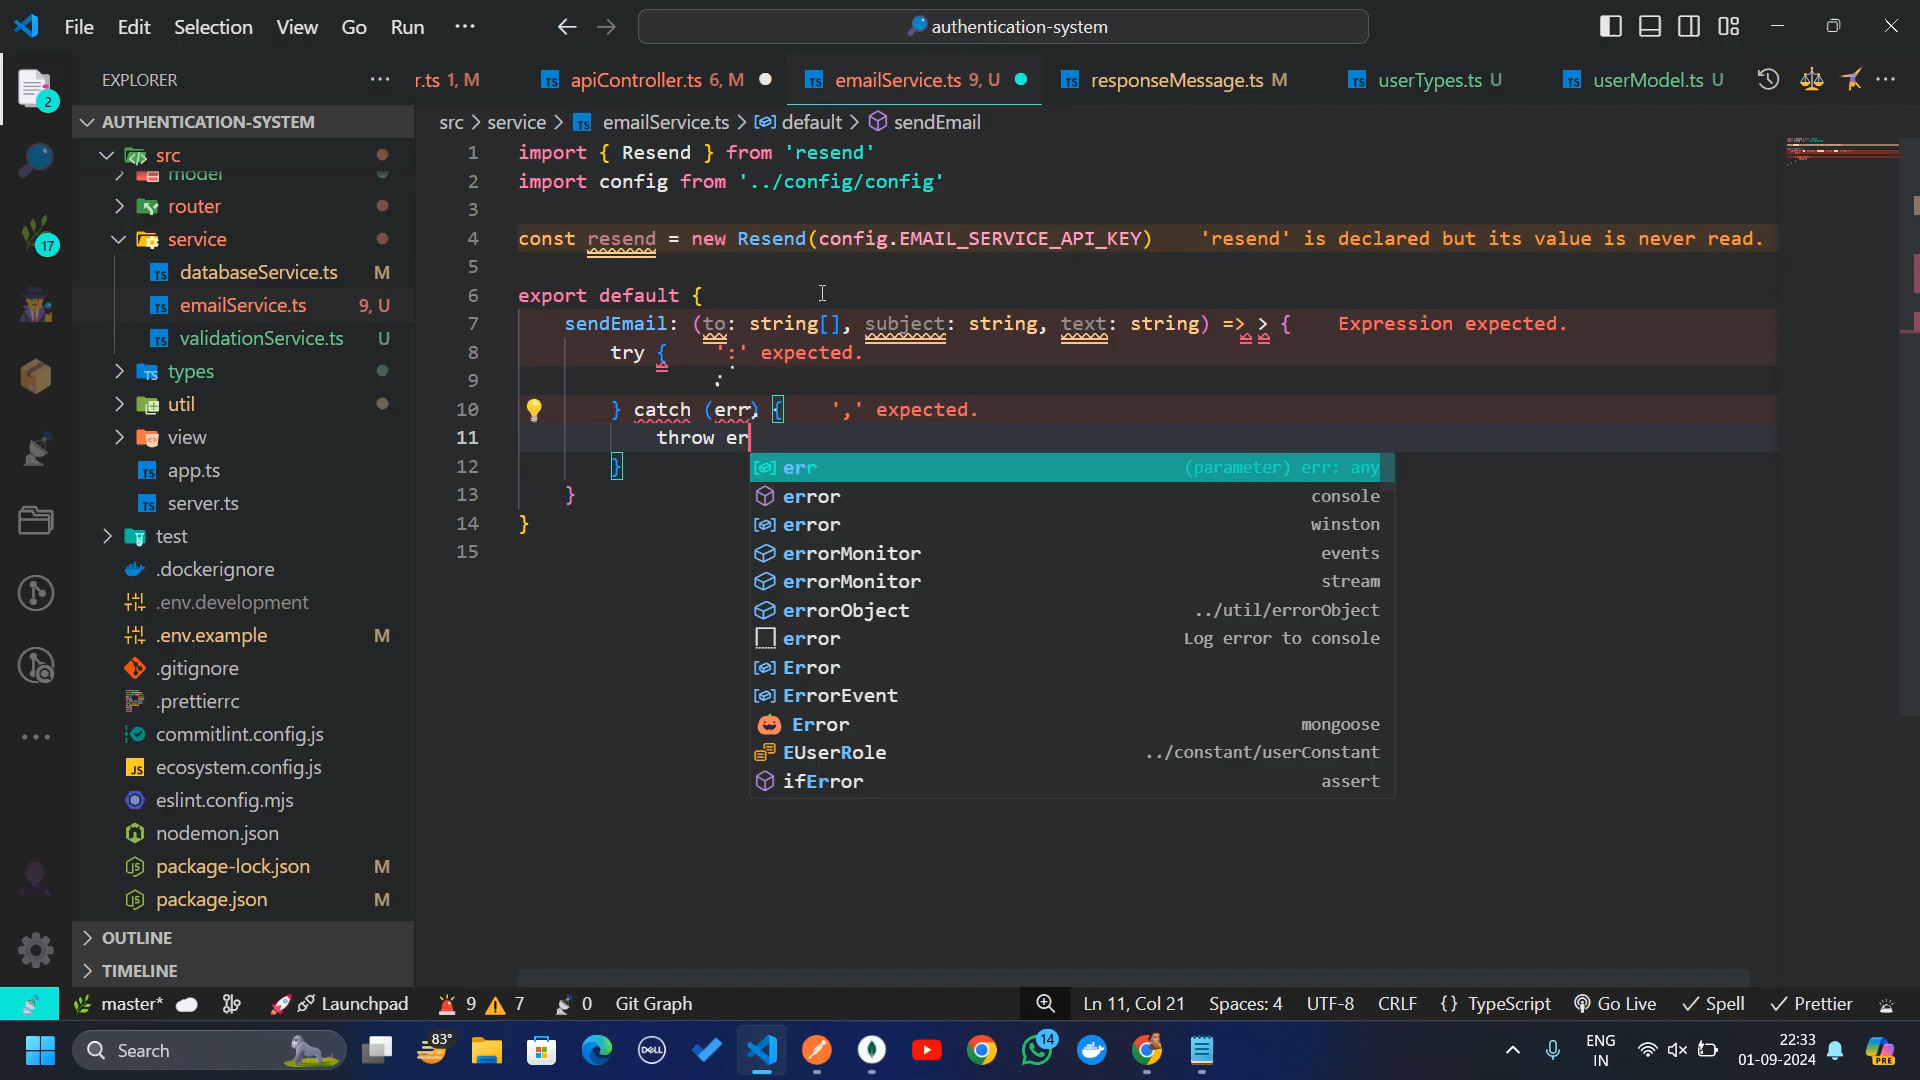 File Edit Selection View Go Run ···
authentication-system
EXPLORER
r.ts 1, M
apiController.ts 6, M
emailService.ts 9, U
responseMessage.ts M
userTypes.ts U
userModel.ts U
AUTHENTICATION-SYSTEM
src > service > emailService.ts > default > sendEmail
src
model
router
service
databaseService.ts M
emailService.ts 9, U
validationService.ts U
types
util
view
app.ts
server.ts
test
.dockerignore
.env.development
.env.example M
.gitignore
.prettierrc
commitlint.config.js
ecosystem.config.js
eslint.config.mjs
nodemon.json
package-lock.json M
package.json M
OUTLINE
TIMELINE
2
17
1 import { Resend } from 'resend'
2 import config from '../config/config'
3
4 const resend = new Resend(config.EMAIL_SERVICE_API_KEY) 'resend' is declared but its value is never read.
5
6 export default {
7 sendEmail: (to: string[], subject: string, text: string) => > { Expression expected.
8 try { ':' expected.
9
10 } catch (err) { ',' expected.
11 throw er
12 }
13 }
14 }
15
err (parameter) err: any
error console
error winston
errorMonitor events
errorMonitor stream
errorObject ../util/errorObject
error Log error to console
Error
ErrorEvent
Error mongoose
EUserRole ../constant/userConstant
ifError assert
master* Launchpad 9 7 0 Git Graph Ln 11, Col 21 Spaces: 4 UTF-8 CRLF {} TypeScript Go Live Spell Prettier
Search
83°
DELL
14
ENG
IN
22:33
01-09-2024
PRE